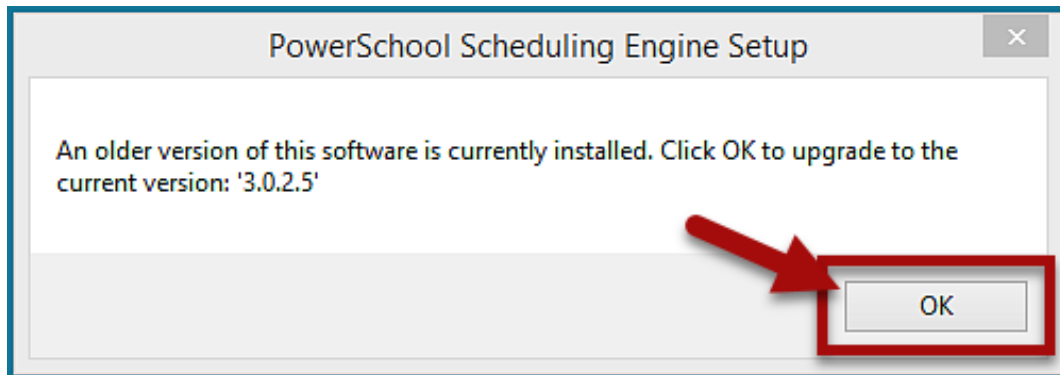 PowerSchool Scheduling Engine Setup
An older version of this software is currently installed. Click OK to upgrade to the
current version: '3.0.2.5'
OK